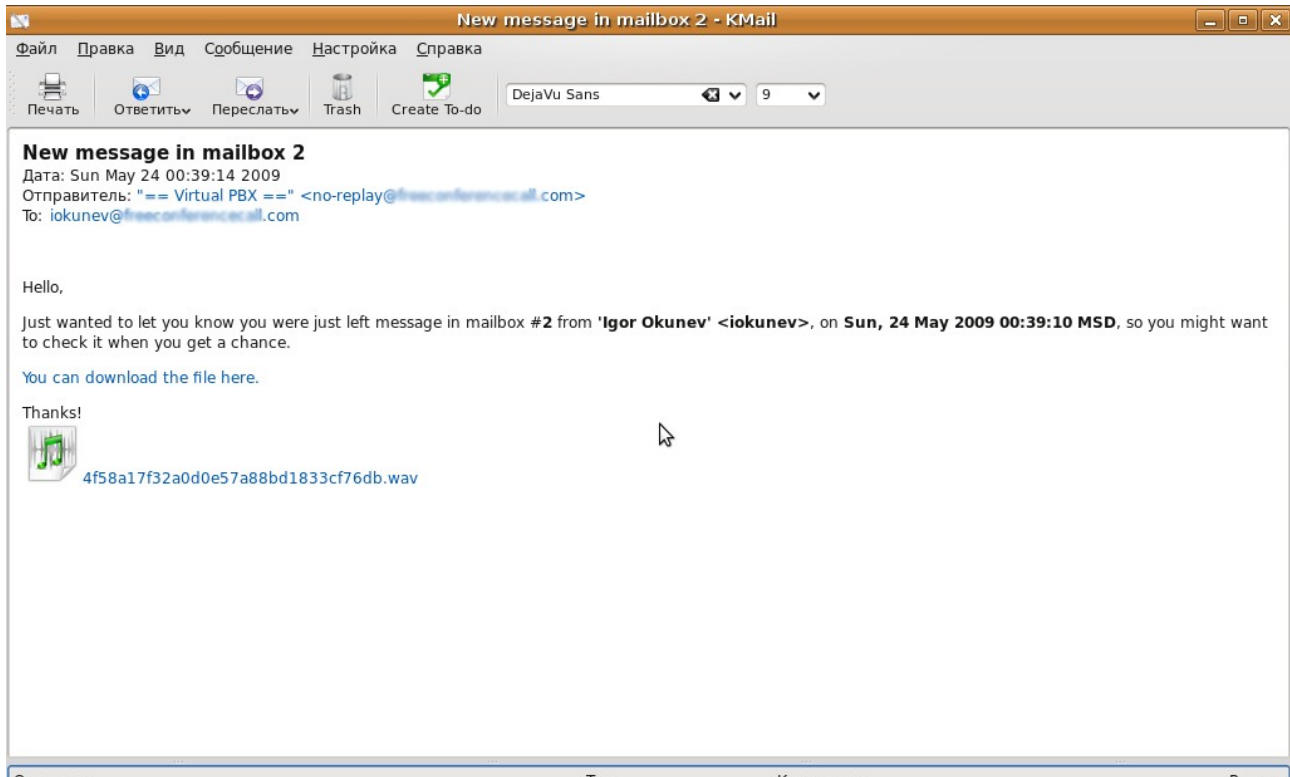 New message in mailbox 2 - KMail
Файл Правка Вид Сообщение Настройка Справка
Печать Ответить Переслать Trash Create To-do DejaVu Sans 9
New message in mailbox 2
Дата: Sun May 24 00:39:14 2009
Отправитель: "== Virtual PBX ==" <no-replay@ .com>
To: iokunev@ .com
Hello,
Just wanted to let you know you were just left message in mailbox #2 from 'Igor Okunev' <iokunev>, on Sun, 24 May 2009 00:39:10 MSD, so you might want
to check it when you get a chance.
You can download the file here.
Thanks!
4f58a17f32a0d0e57a88bd1833cf76db.wav